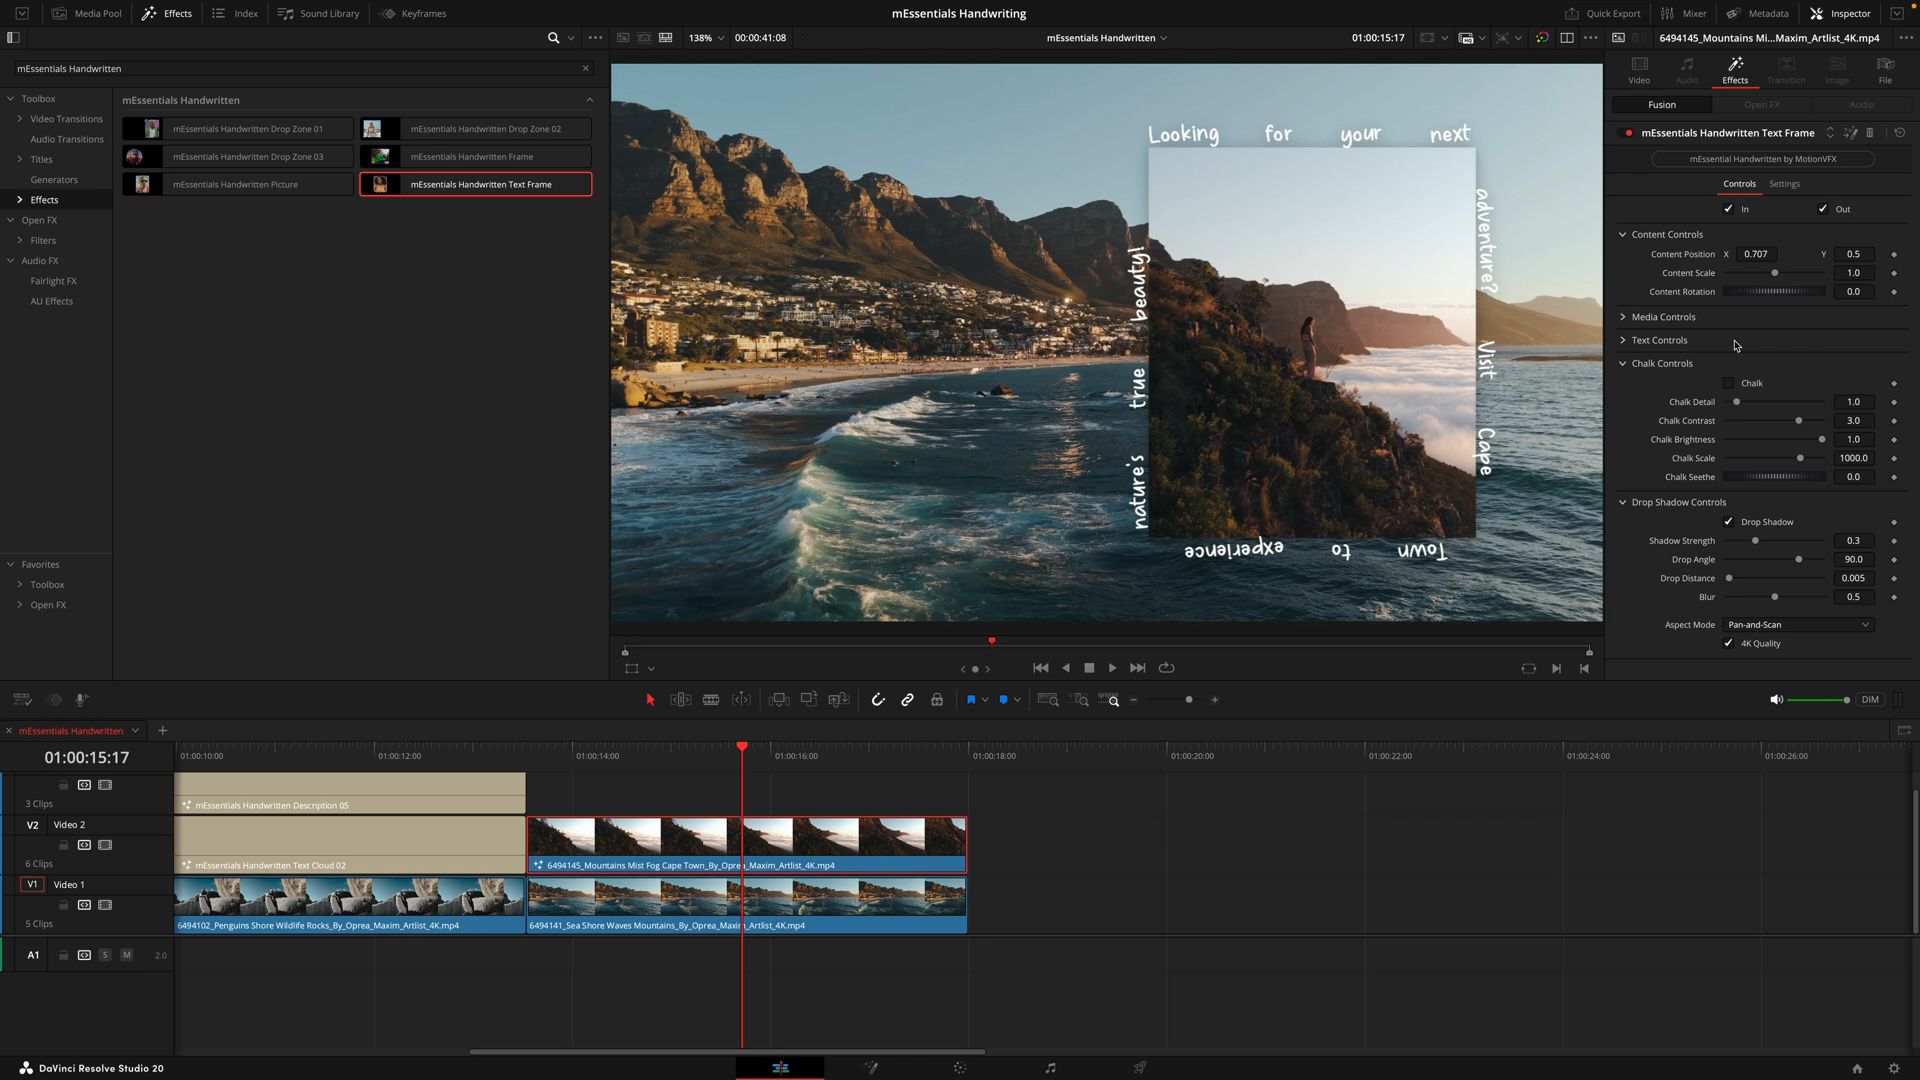 Media Pool
Effects
Index
Sound Library
Keyframes
mEssentials Handwriting
Quick Export
Mixer
Metadata
Inspector
138%
00:00:41:08
mEssentials Handwritten
01:00:15:17
6494145_Mountains Mi...Maxim_Artlist_4K.mp4
mEssentials Handwritten
Toolbox
Video Transitions
Audio Transitions
Titles
Generators
Effects
Open FX
Filters
Audio FX
Fairlight FX
AU Effects
Favorites
Toolbox
Open FX
mEssentials Handwritten
mEssentials Handwritten Drop Zone 01
mEssentials Handwritten Drop Zone 02
mEssentials Handwritten Drop Zone 03
mEssentials Handwritten Frame
mEssentials Handwritten Picture
mEssentials Handwritten Text Frame
Looking for your next
adventure? Visit Cape
Town to experience
nature's true beauty!
Video
Audio
Effects
Transition
Image
File
Fusion
Open FX
Audio
mEssentials Handwritten Text Frame
mEssential Handwritten by MotionVFX
Controls
Settings
In
Out
Content Controls
Content Position X 0.707 Y 0.5
Content Scale 1.0
Content Rotation 0.0
Media Controls
Text Controls
Chalk Controls
Chalk
Chalk Detail 1.0
Chalk Contrast 3.0
Chalk Brightness 1.0
Chalk Scale 1000.0
Chalk Seethe 0.0
Drop Shadow Controls
Drop Shadow
Shadow Strength 0.3
Drop Angle 90.0
Drop Distance 0.005
Blur 0.5
Aspect Mode Pan-and-Scan
4K Quality
DIM
mEssentials Handwritten
01:00:15:17
01:00:10:00
01:00:12:00
01:00:14:00
01:00:16:00
01:00:18:00
01:00:20:00
01:00:22:00
01:00:24:00
01:00:26:00
3 Clips
mEssentials Handwritten Description 05
V2 Video 2
6 Clips
mEssentials Handwritten Text Cloud 02
6494145_Mountains Mist Fog Cape Town_By_Oprea_Maxim_Artlist_4K.mp4
V1 Video 1
5 Clips
6494102_Penguins Shore Wildlife Rocks_By_Oprea_Maxim_Artlist_4K.mp4
6494141_Sea Shore Waves Mountains_By_Oprea_Maxim_Artlist_4K.mp4
A1 S M 2.0
DaVinci Resolve Studio 20